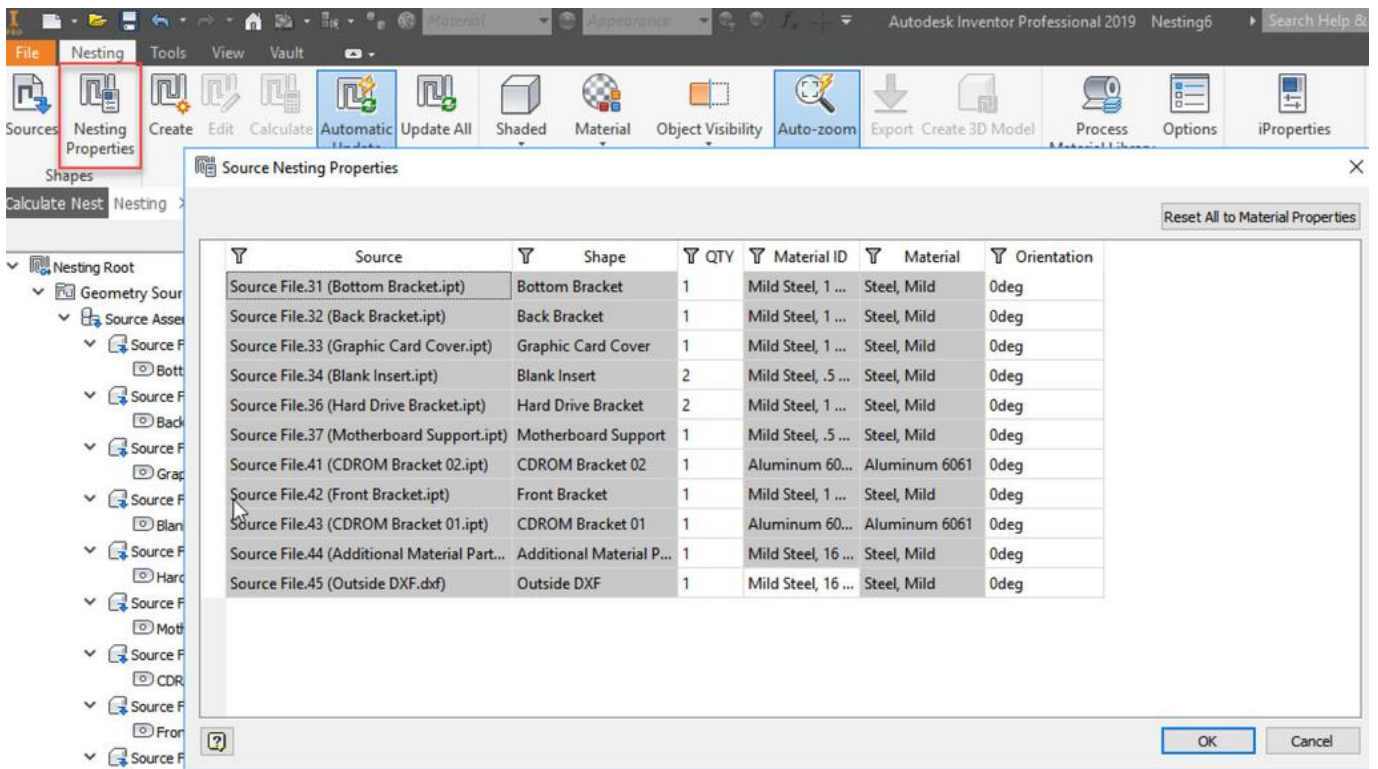 PRO
Material
Appearance
Autodesk Inventor Professional 2019 Nesting6
Search Help &
File Nesting Tools View Vault
Sources Nesting Properties Create Edit Calculate Automatic Update Update All Shaded Material Object Visibility Auto-zoom Export Create 3D Model Process Material Library Options iProperties
Shapes
Calculate Nest Nesting
Source Nesting Properties
Reset All to Material Properties
Source Shape QTY Material ID Material Orientation
Source File.31 (Bottom Bracket.ipt) Bottom Bracket 1 Mild Steel, 1 ... Steel, Mild 0deg
Source File.32 (Back Bracket.ipt) Back Bracket 1 Mild Steel, 1 ... Steel, Mild 0deg
Source File.33 (Graphic Card Cover.ipt) Graphic Card Cover 1 Mild Steel, 1 ... Steel, Mild 0deg
Source File.34 (Blank Insert.ipt) Blank Insert 2 Mild Steel, .5 ... Steel, Mild 0deg
Source File.36 (Hard Drive Bracket.ipt) Hard Drive Bracket 2 Mild Steel, 1 ... Steel, Mild 0deg
Source File.37 (Motherboard Support.ipt) Motherboard Support 1 Mild Steel, .5 ... Steel, Mild 0deg
Source File.41 (CDROM Bracket 02.ipt) CDROM Bracket 02 1 Aluminum 60... Aluminum 6061 0deg
Source File.42 (Front Bracket.ipt) Front Bracket 1 Mild Steel, 1 ... Steel, Mild 0deg
Source File.43 (CDROM Bracket 01.ipt) CDROM Bracket 01 1 Aluminum 60... Aluminum 6061 0deg
Source File.44 (Additional Material Part... Additional Material P... 1 Mild Steel, 16 ... Steel, Mild 0deg
Source File.45 (Outside DXF.dxf) Outside DXF 1 Mild Steel, 16 ... Steel, Mild 0deg
Nesting Root
Geometry Sour
Source Asse
Source F
Bott
Source F
Back
Source F
Grap
Source F
Blan
Source F
Hard
Source F
Moth
Source F
CDR
Source F
Fron
Source F
OK Cancel